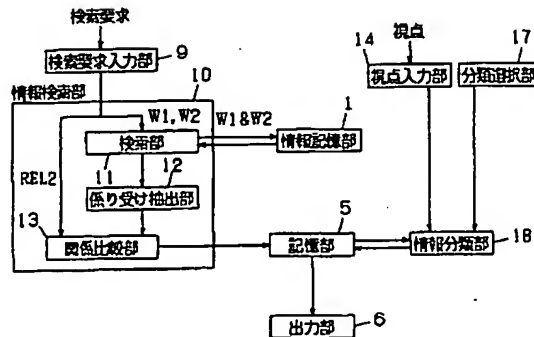 検索要求
検索要求入力部
9
情報検索部
10
視点
14
視点入力部
17
分類選択部
W1,W2
W1&W2
1
検索部
11
情報記憶部
REL2
12
係り受け抽出部
13
関係比較部
5
記憶部
情報分類部
18
出力部
6